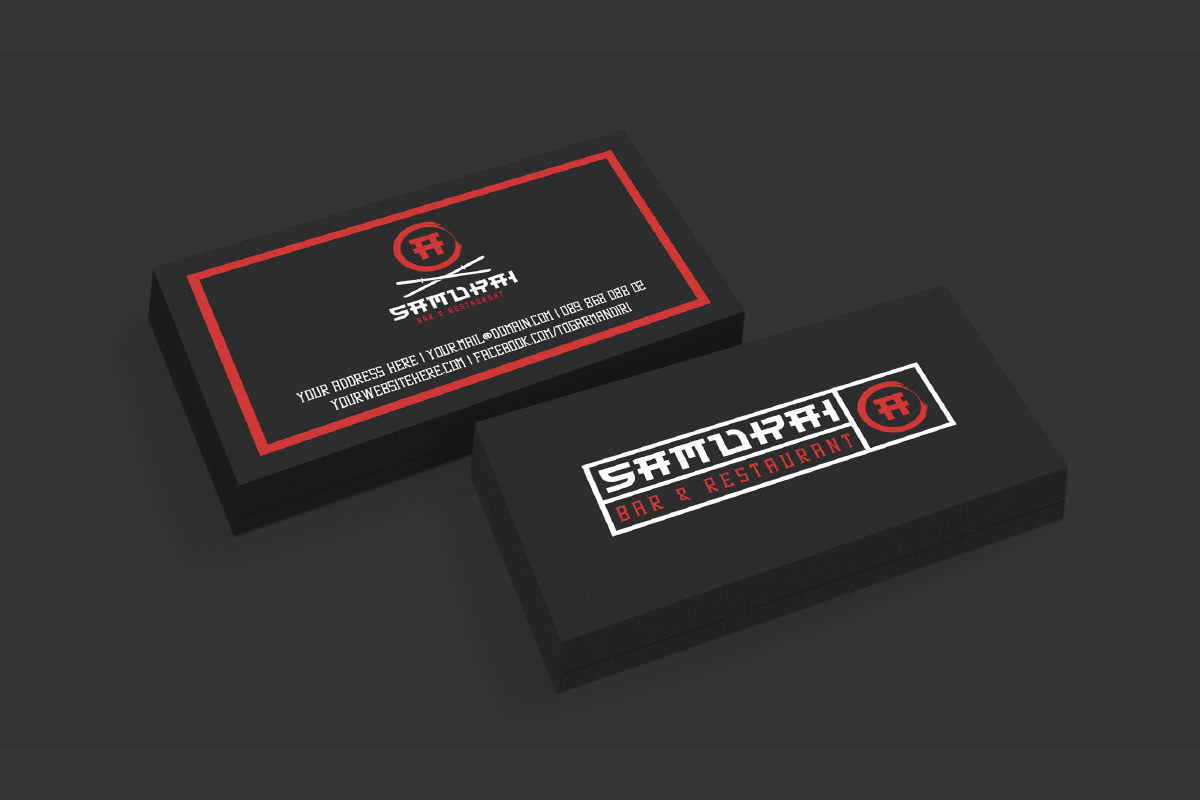 SAMURAI
BAR & RESTAURANT
YOUR ADDRESS HERE | YOURMAIL@DOMAIN.COM | 089 868 088 02
YOURWEBSITEHERE.COM | FACEBOOK.COM/TOGARMANDIRI
SAMURAI
BAR & RESTAURANT